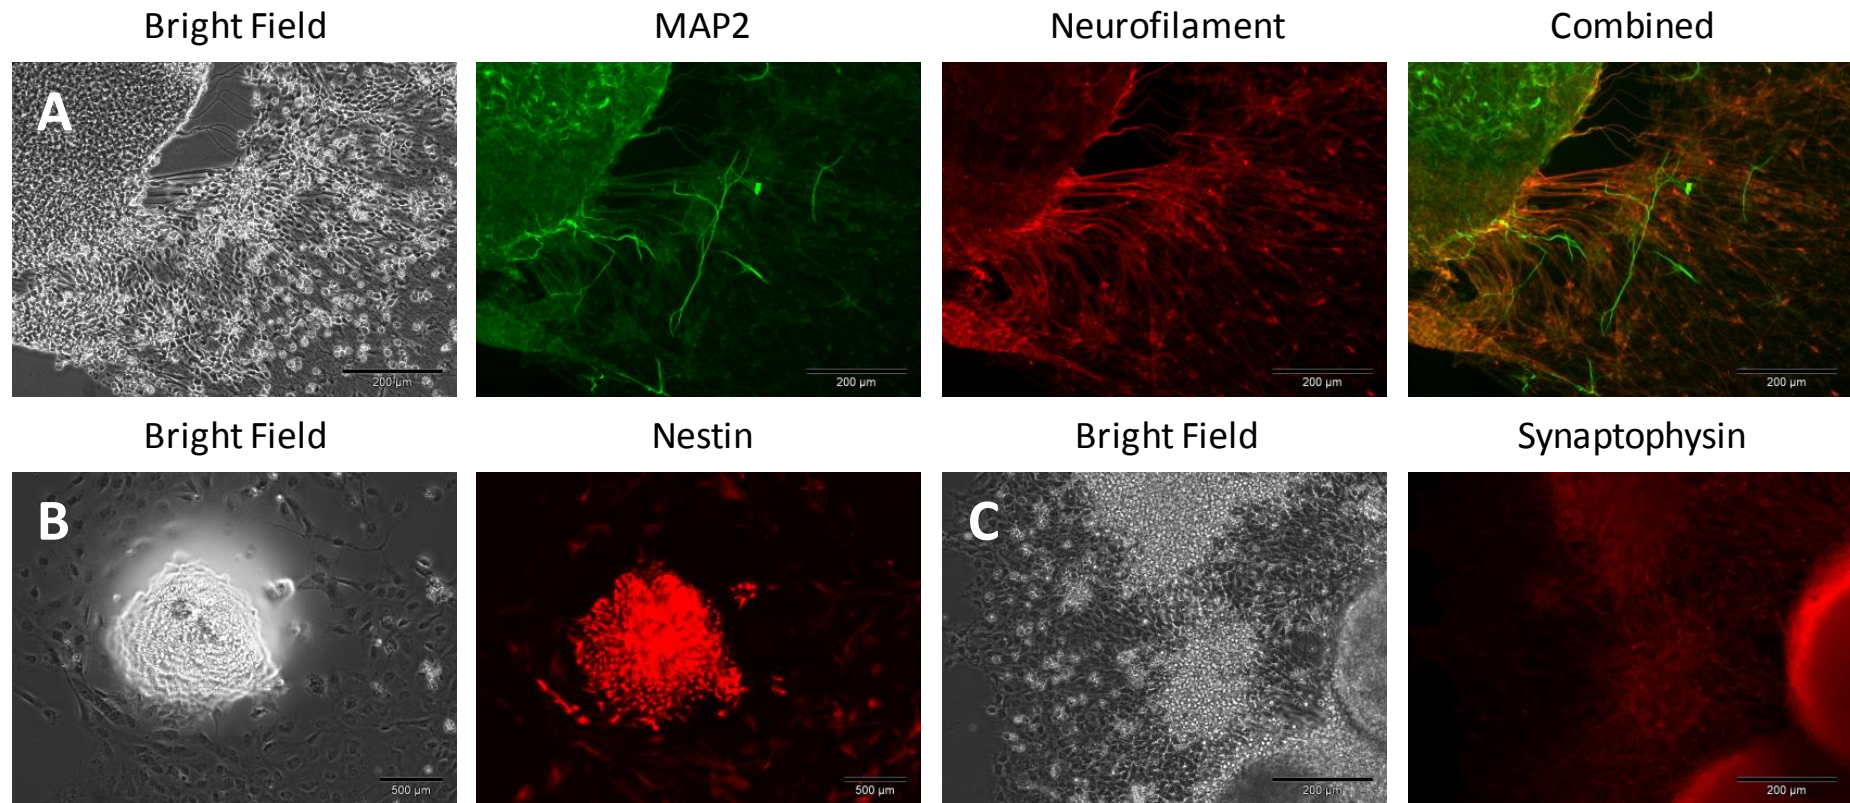 Bright Field MAP2 Neurofilament Combined
A
200 µm 200 µm 200 µm 200 µm
Bright Field Nestin Bright Field Synaptophysin
B C
500 µm 500 µm 200 µm 200 µm